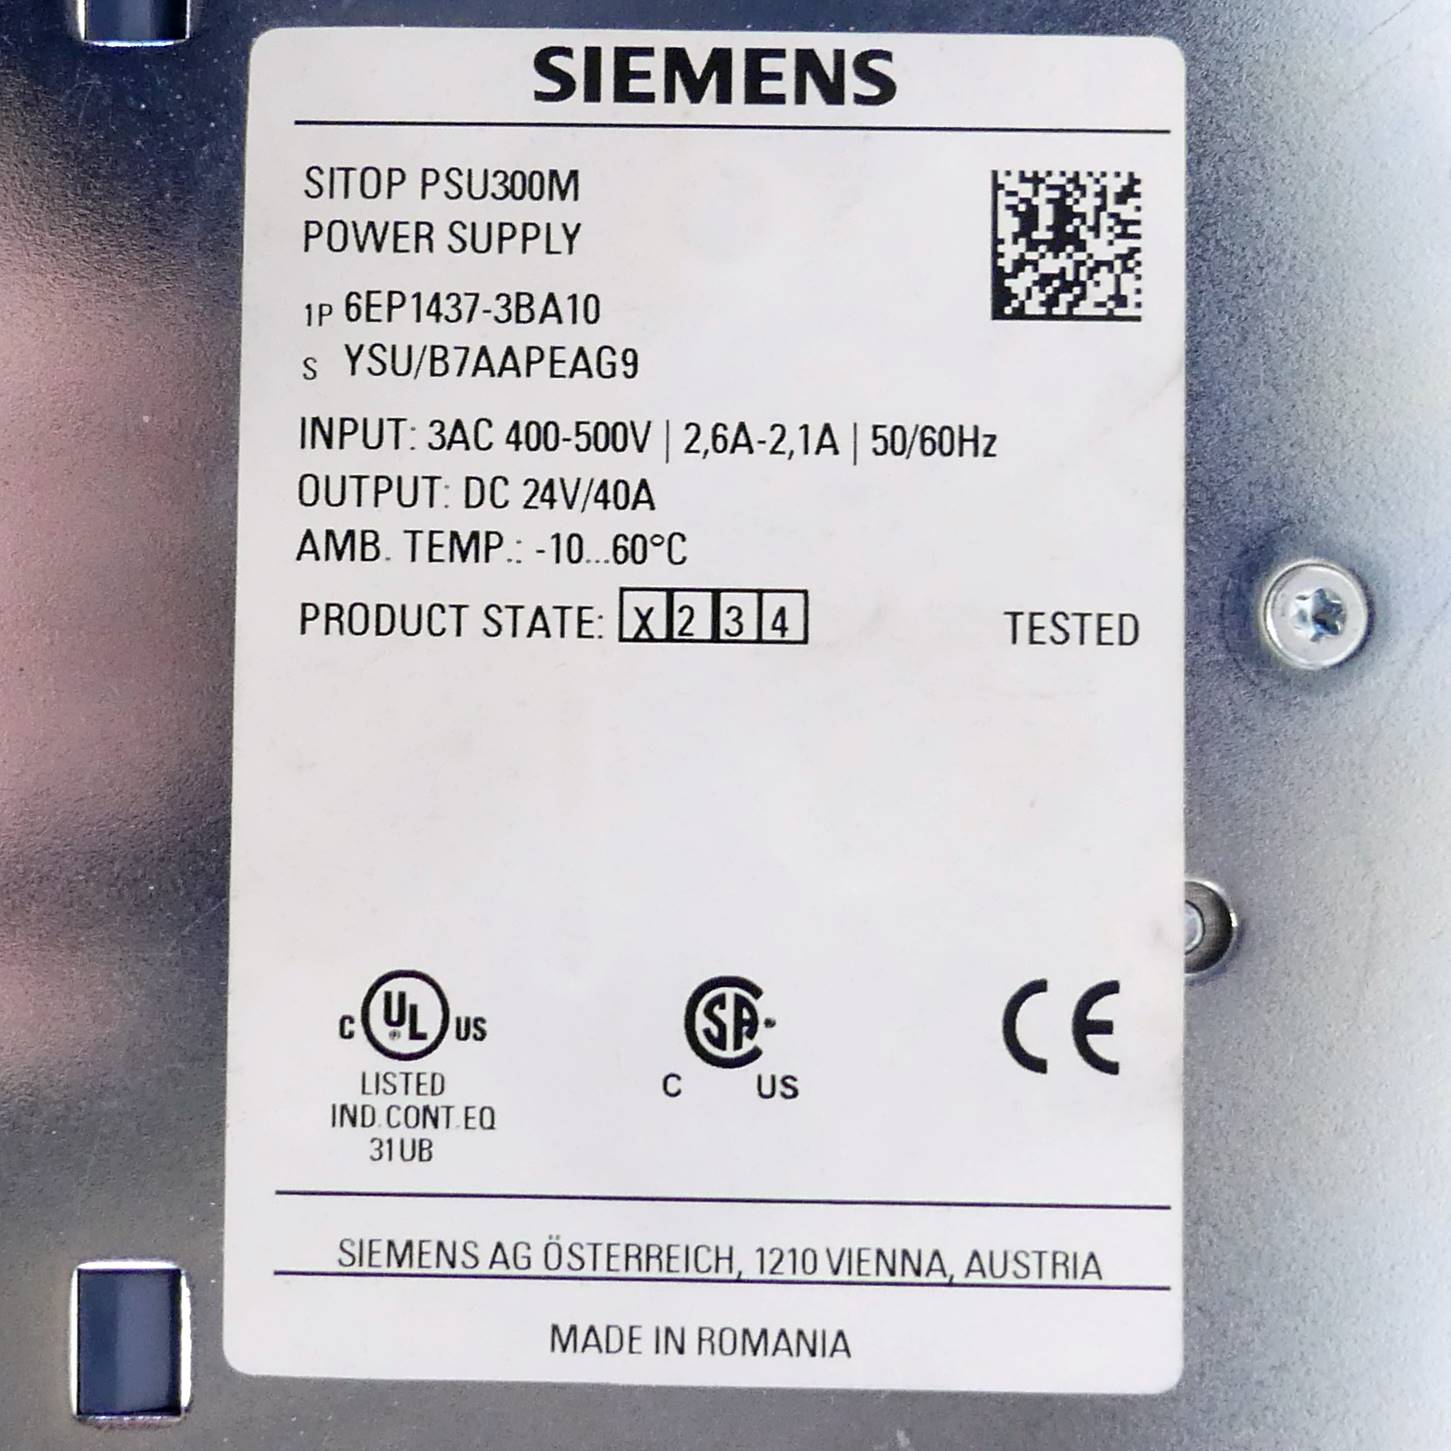 SIEMENS
SITOP PSU300M
POWER SUPPLY
1P 6EP1437-3BA10
S YSU/B7AAPEAG9
INPUT: 3AC 400-500V | 2,6A-2,1A | 50/60Hz
OUTPUT: DC 24V/40A
AMB. TEMP.: -10...60°C
PRODUCT STATE: X 2 3 4 TESTED
C UL US
LISTED
IND.CONT.EQ
31UB
SA
C US
CE
SIEMENS AG ÖSTERREICH, 1210 VIENNA, AUSTRIA
MADE IN ROMANIA